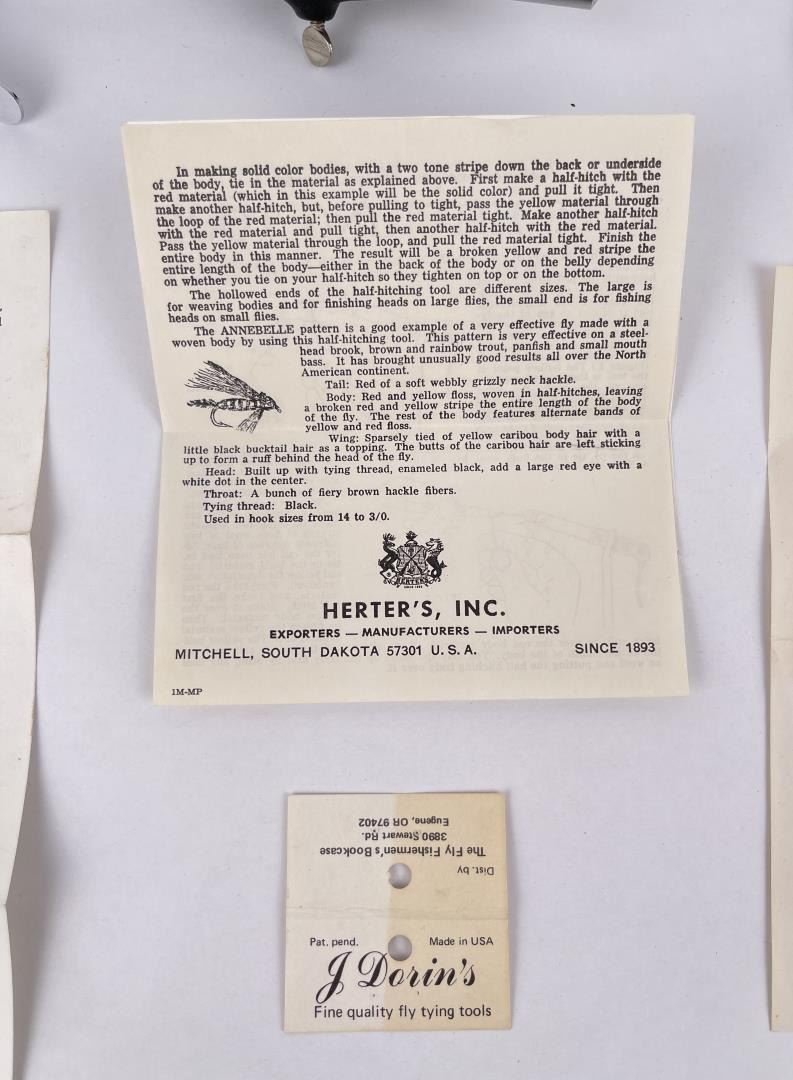 In making solid color bodies, with a two tone stripe down the back or underside
of the body, tie in the material as explained above. First make a half-hitch with the
red material (which in this example will be the solid color) and pull it tight. Then
make another half-hitch, but, before pulling to tight, pass the yellow material through
the loop of the red material; then pull the red material tight. Make another half-hitch
with the red material and pull tight, then another half-hitch with the red material.
Pass the yellow material through the loop, and pull the red material tight. Finish the
entire body in this manner. The result will be a broken yellow and red stripe the
entire length of the body—either in the back of the body or on the belly depending
on whether you tie on your half-hitch so they tighten on top or on the bottom.
The hollowed ends of the half-hitching tool are different sizes. The large is
for weaving bodies and for finishing heads on large flies, the small end is for fishing
heads on small flies.
The ANNEBELLE pattern is a good example of a very effective fly made with a
woven body by using this half-hitching tool. This pattern is very effective on a steel-
head brook, brown and rainbow trout, panfish and small mouth
bass. It has brought unusually good results all over the North
American continent.
Tail: Red of a soft webbly grizzly neck hackle.
Body: Red and yellow floss, woven in half-hitches, leaving
a broken red and yellow stripe the entire length of the body
of the fly. The rest of the body features alternate bands of
yellow and red floss.
Wing: Sparsely tied of yellow caribou body hair with a
little black bucktail hair as a topping. The butts of the caribou hair are left sticking
up to form a ruff behind the head of the fly.
Head: Built up with tying thread, enameled black, add a large red eye with a
white dot in the center.
Throat: A bunch of fiery brown hackle fibers.
Tying thread: Black.
Used in hook sizes from 14 to 3/0.
HERTER'S
HERTER'S, INC.
EXPORTERS — MANUFACTURERS — IMPORTERS
MITCHELL, SOUTH DAKOTA 57301 U. S. A. SINCE 1893
1M-MP
Dist. by
The Fly Fishermen's Bookcase
3890 Stewart Rd.
Eugene, OR 97402
Pat. pend. Made in USA
J Dorin's
Fine quality fly tying tools